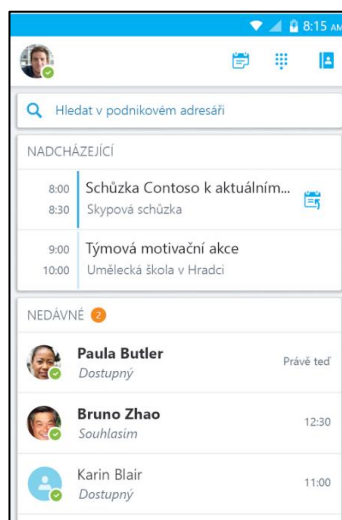 8:15 AM
Hledat v podnikovém adresáři
NADCHÁZEJÍCÍ
8:00 Schůzka Contoso k aktuálním...
8:30 Skypová schůzka
9:00 Týmová motivační akce
10:00 Umělecká škola v Hradci
NEDÁVNÉ 2
Paula Butler Právě teď
Dostupný
Bruno Zhao 12:30
Souhlasim
Karin Blair 11:00
Dostupný